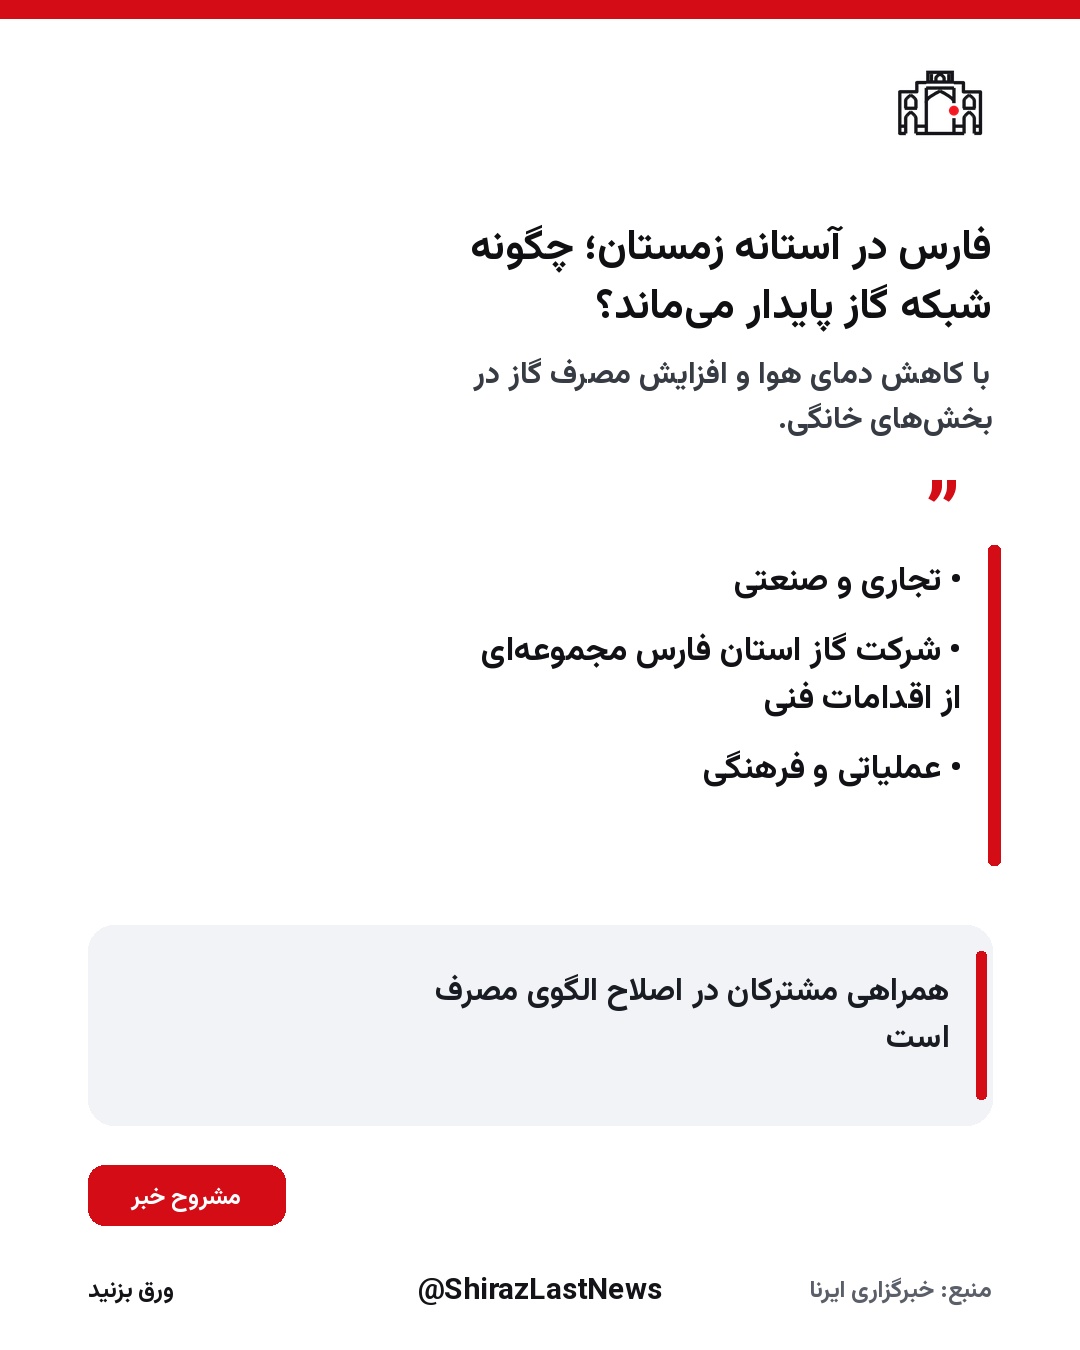 فارس در آستانه زمستان؛ چگونه
شبکه گاز پایدار می‌ماند؟
با کاهش دمای هوا و افزایش مصرف گاز در
بخش‌های خانگی.
”
• تجاری و صنعتی
• شرکت گاز استان فارس مجموعه‌ای
از اقدامات فنی
• عملیاتی و فرهنگی
همراهی مشترکان در اصلاح الگوی مصرف
است
مشروح خبر
منبع: خبرگزاری ایرنا
@ShirazLastNews
ورق بزنید